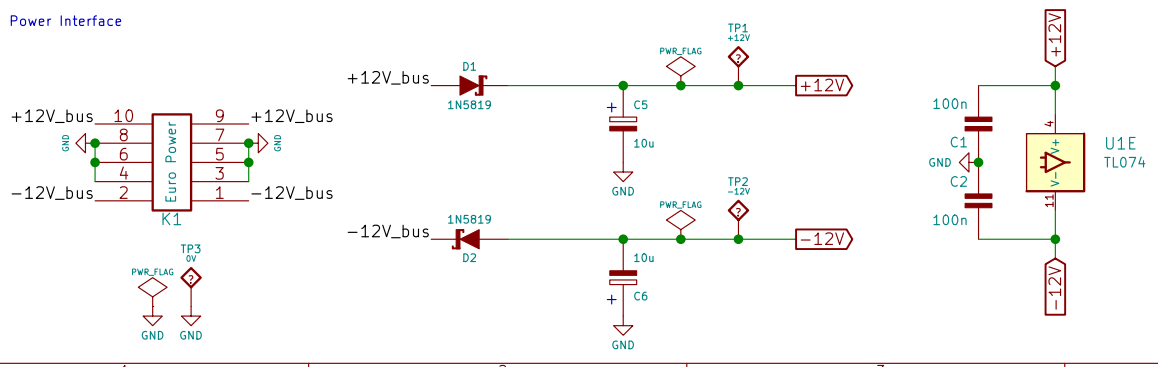 Power Interface
+12V_bus 10 9 +12V_bus
GND 8 7 GND
6 5
4 3
-12V_bus 2 1 -12V_bus
Euro Power
K1
PWR_FLAG
GND
TP3
0V
?
GND
+12V_bus
D1
1N5819
+
C5
10u
GND
PWR_FLAG
TP1
+12V
?
+12V
-12V_bus
1N5819
D2
10u
+
C6
GND
PWR_FLAG
TP2
-12V
?
-12V
+12V
100n
C1
GND
C2
100n
4
V+
V-
11
U1E
TL074
-12V